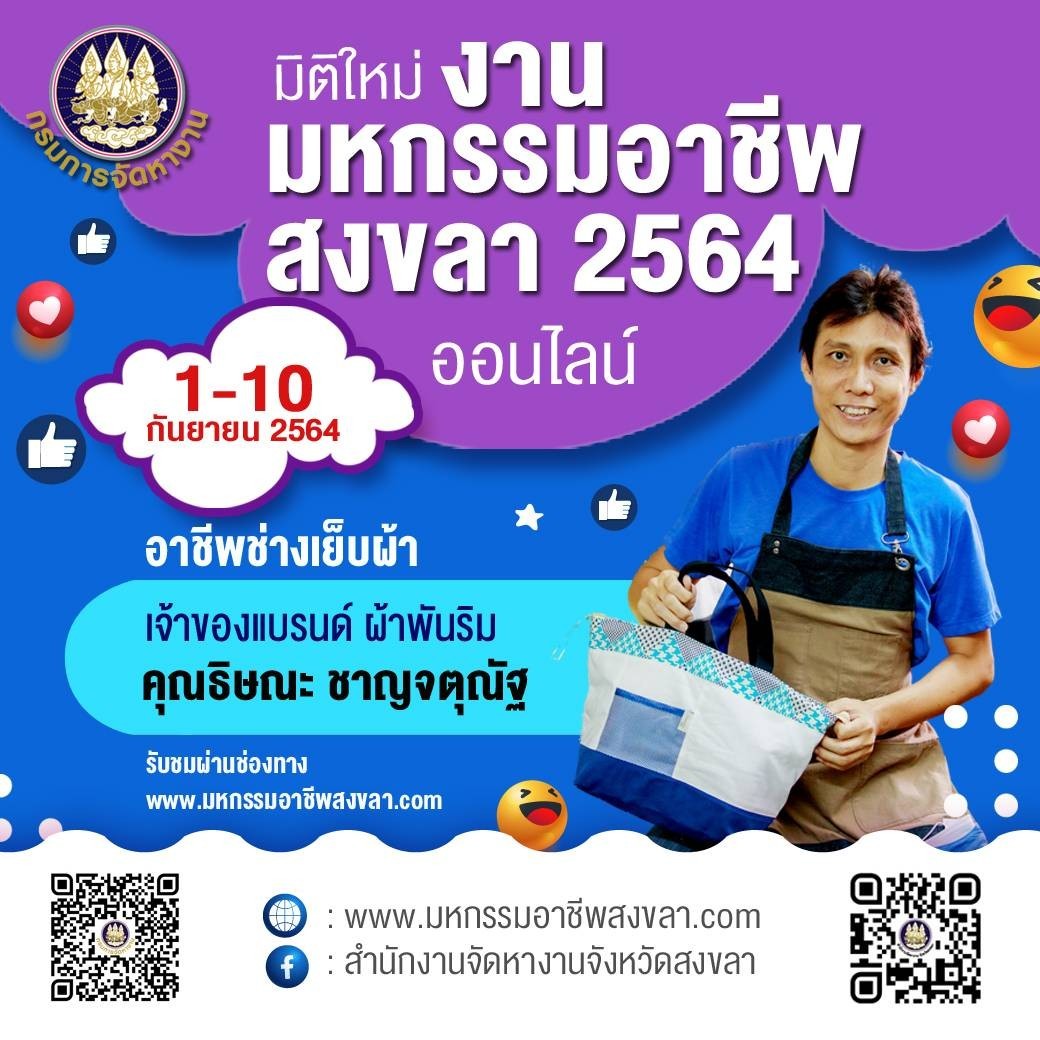 กรมการจัดหางาน
มิติใหม่ งาน
มหกรรมอาชีพ
สงขลา 2564
ออนไลน์
1-10
กันยายน 2564
อาชีพช่างเย็บผ้า
เจ้าของแบรนด์ ผ้าพันริม
คุณธิษณะ ชาญจตุณัฐ
รับชมผ่านช่องทาง
www.มหกรรมอาชีพสงขลา.com
: www.มหกรรมอาชีพสงขลา.com
: สำนักงานจัดหางานจังหวัดสงขลา